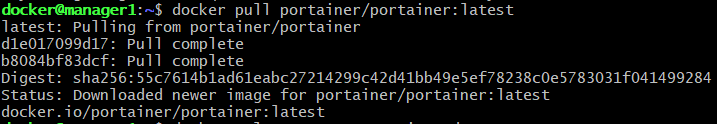 docker@manager1:~$ docker pull portainer/portainer:latest
latest: Pulling from portainer/portainer
d1e017099d17: Pull complete
b8084bf83dcf: Pull complete
Digest: sha256:55c7614b1ad61eabc27214299c42d41bb49e5ef78238c0e5783031f041499284
Status: Downloaded newer image for portainer/portainer:latest
docker.io/portainer/portainer:latest